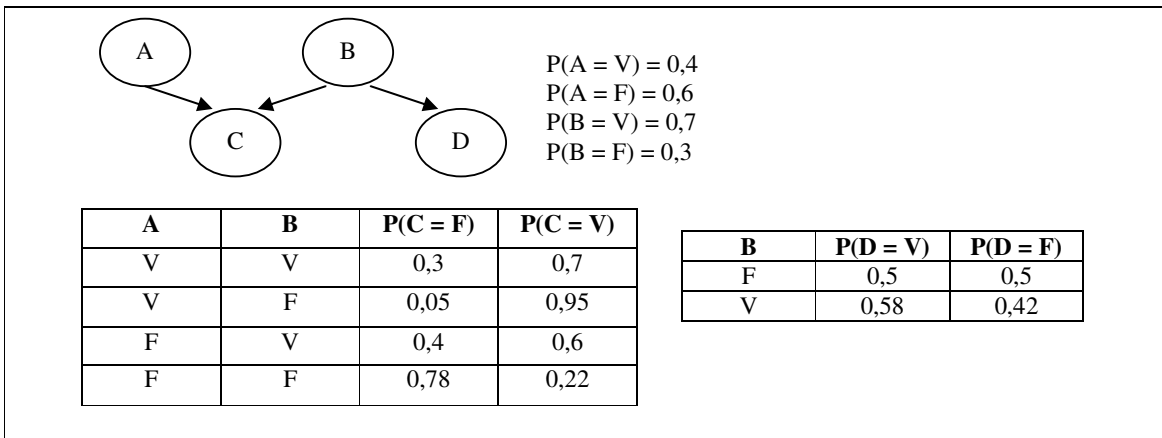 A
B
C
D
P(A = V) = 0,4
P(A = F) = 0,6
P(B = V) = 0,7
P(B = F) = 0,3
A B P(C = F) P(C = V)
V V 0,3 0,7
V F 0,05 0,95
F V 0,4 0,6
F F 0,78 0,22
B P(D = V) P(D = F)
F 0,5 0,5
V 0,58 0,42